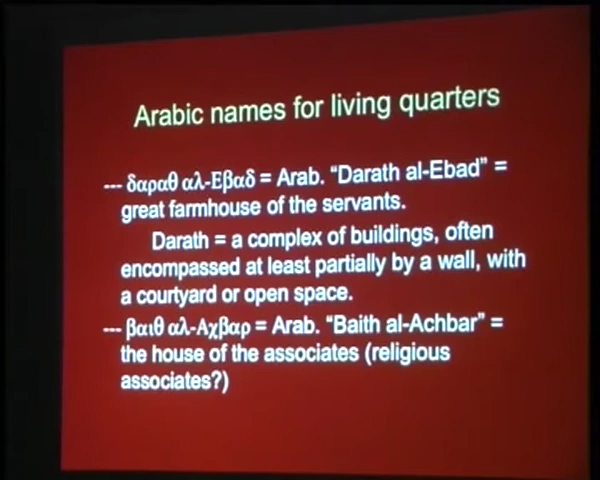 Arabic names for living quarters
--- δαραθ αλ-Εβαδ = Arab. “Darath al-Ebad” =
great farmhouse of the servants.
Darath = a complex of buildings, often
encompassed at least partially by a wall, with
a courtyard or open space.
--- βαιθ αλ-Αχβαρ = Arab. “Baith al-Achbar” =
the house of the associates (religious
associates?)